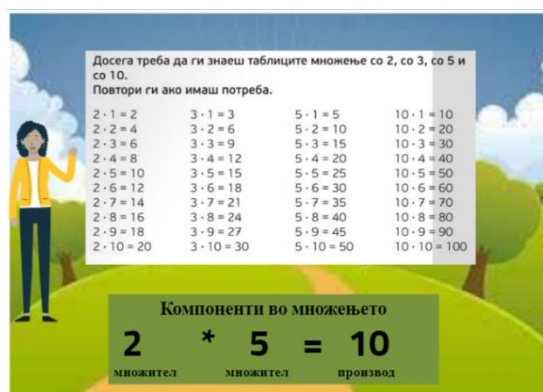 Досега треба да ги знаеш таблиците множење со 2, со 3, со 5 и
со 10.
Повтори ги ако имаш потреба.
2 · 1 = 2 3 · 1 = 3 5 · 1 = 5 10 · 1 = 10
2 · 2 = 4 3 · 2 = 6 5 · 2 = 10 10 · 2 = 20
2 · 3 = 6 3 · 3 = 9 5 · 3 = 15 10 · 3 = 30
2 · 4 = 8 3 · 4 = 12 5 · 4 = 20 10 · 4 = 40
2 · 5 = 10 3 · 5 = 15 5 · 5 = 25 10 · 5 = 50
2 · 6 = 12 3 · 6 = 18 5 · 6 = 30 10 · 6 = 60
2 · 7 = 14 3 · 7 = 21 5 · 7 = 35 10 · 7 = 70
2 · 8 = 16 3 · 8 = 24 5 · 8 = 40 10 · 8 = 80
2 · 9 = 18 3 · 9 = 27 5 · 9 = 45 10 · 9 = 90
2 · 10 = 20 3 · 10 = 30 5 · 10 = 50 10 · 10 = 100
Компоненти во множењето
2 * 5 = 10
множител множител производ